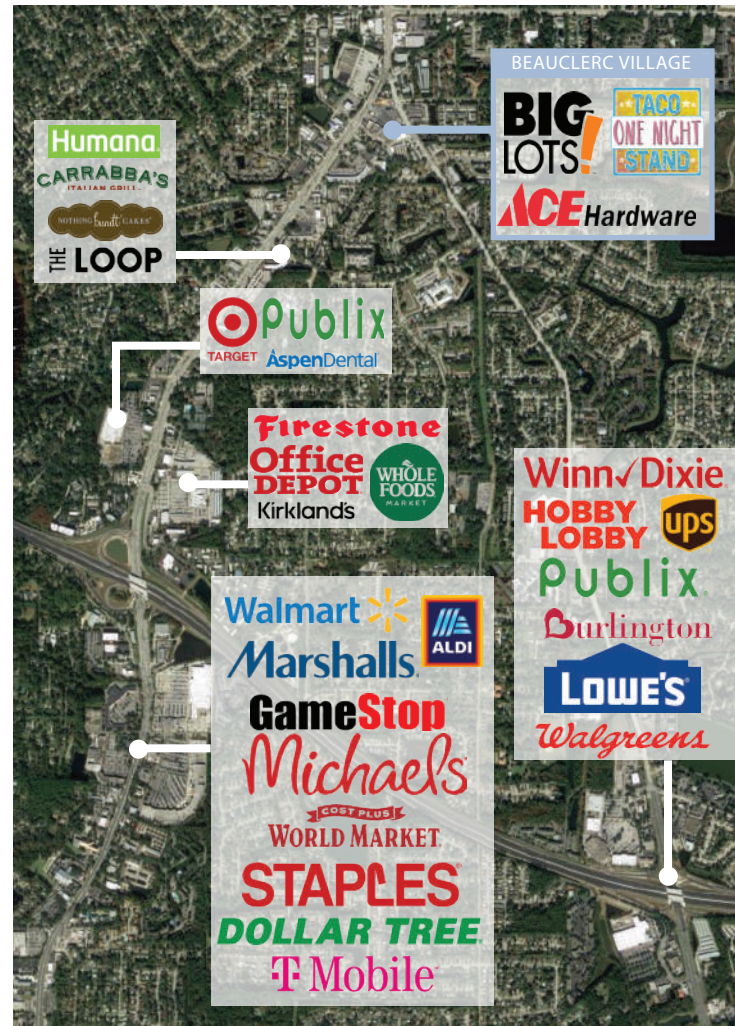 BEAUCLERC VILLAGE
BIG
LOTS!
TACO
ONE NIGHT
STAND
ACE Hardware
Humana
CARRABBA'S
ITALIAN GRILL
NOTHING bundt CAKES
THE LOOP
TARGET
Publix
AspenDental
Firestone
Office
DEPOT
Kirkland's
WHOLE
FOODS
MARKET
Winn Dixie
HOBBY
LOBBY
ups
Publix
Burlington
LOWE'S
Walgreens
Walmart
ALDI
Marshalls
GameStop
Michaels
COST PLUS
WORLD MARKET
STAPLES
DOLLAR TREE
T Mobile